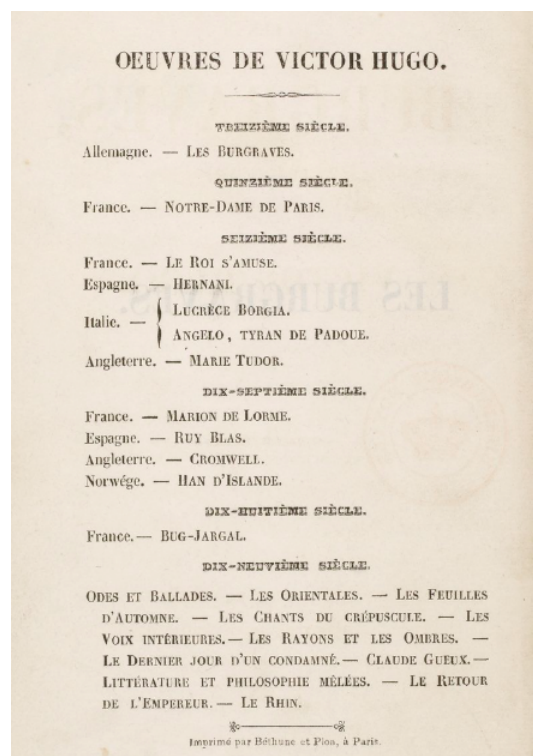 OEUVRES DE VICTOR HUGO.
TREIZIÈME SIÈCLE.
Allemagne. — LES BURGRAVES.
QUINZIÈME SIÈCLE.
France. — NOTRE-DAME DE PARIS.
SEIZIÈME SIÈCLE.
France. — LE ROI S'AMUSE.
Espagne. — HERNANI.
Italie. — { LUCRÈCE BORGIA.
ANGELO, TYRAN DE PADOUE.
Angleterre. — MARIE TUDOR.
DIX-SEPTIÈME SIÈCLE.
France. — MARION DE LORME.
Espagne. — RUY BLAS.
Angleterre. — CROMWELL.
Norwége. — HAN D'ISLANDE.
DIX-HUITIÈME SIÈCLE.
France. — BUG-JARGAL.
DIX-NEUVIÈME SIÈCLE.
ODES ET BALLADES. — LES ORIENTALES. — LES FEUILLES
D'AUTOMNE. — LES CHANTS DU CRÉPUSCULE. — LES
VOIX INTÉRIEURES. — LES RAYONS ET LES OMBRES. —
LE DERNIER JOUR D'UN CONDAMNÉ. — CLAUDE GUEUX. —
LITTÉRATURE ET PHILOSOPHIE MÊLÉES. — LE RETOUR
DE L'EMPEREUR. — LE RHIN.
Imprimé par Béthune et Plon, à Paris.